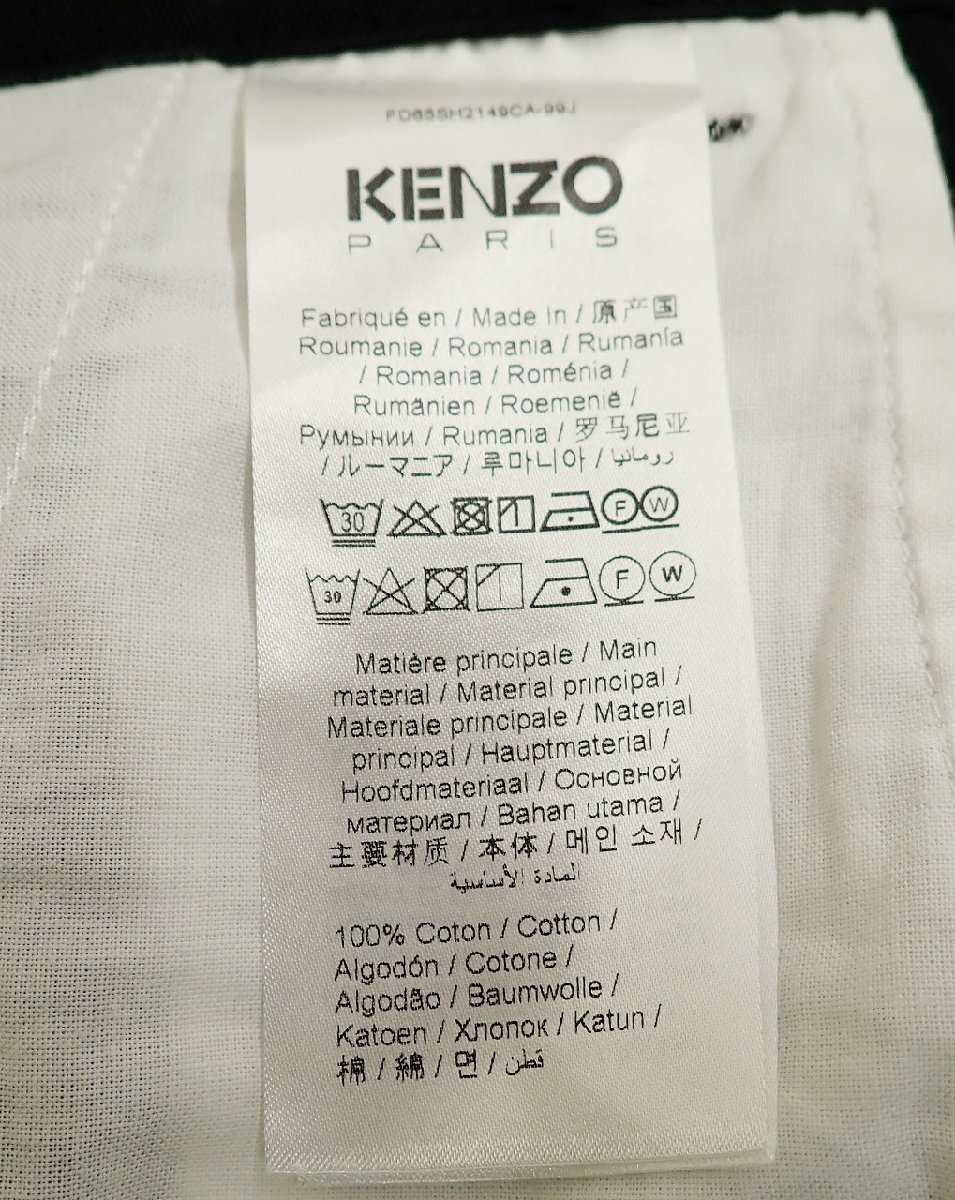 FD65SH2149CA-99J
KENZO
PARIS
Fabriqué en / Made In / 原产国
Roumanie / Romania / Rumanía
/ Romania / Roménia /
Rumänien / Roemenië /
Румынии / Rumania / 罗马尼亚
/ ルーマニア / 루마니아 / رومانيا
30 F W
30 F W
Matière principale / Main
material / Material principal /
Materiale principale / Material
principal / Hauptmaterial /
Hoofdmateriaal / Основной
материал / Bahan utama /
主要材质 / 本体 / 메인 소재 /
المادة الأساسية
100% Coton / Cotton /
Algodón / Cotone /
Algodão / Baumwolle /
Katoen / Хлопок / Katun /
棉 / 綿 / 면 / قطن